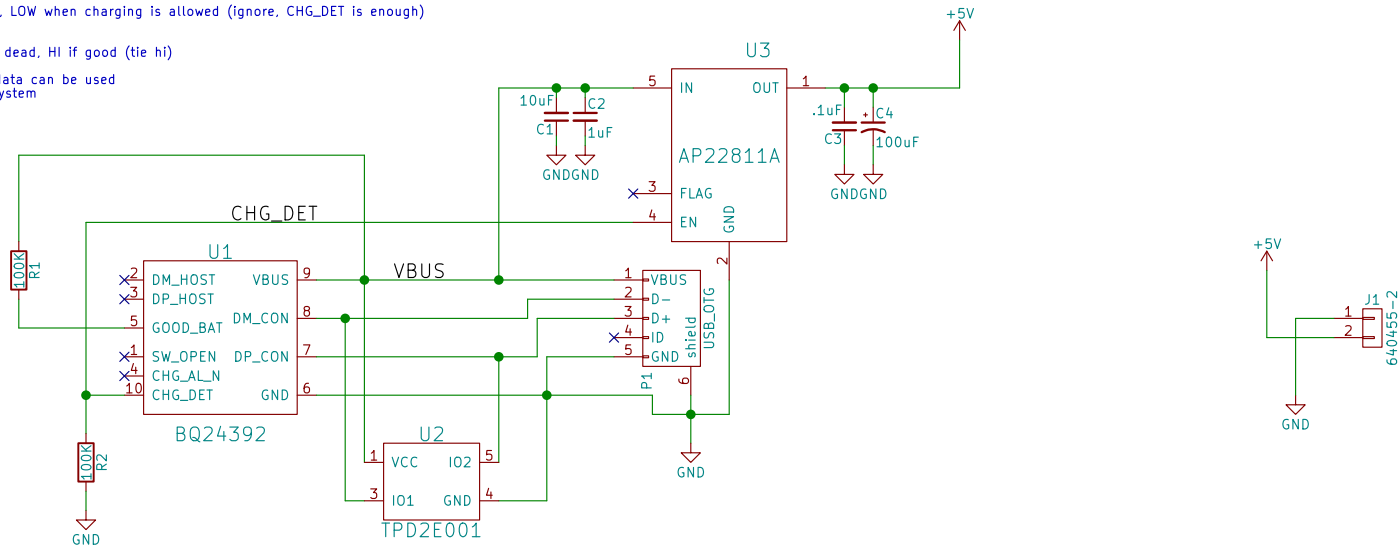 , LOW when charging is allowed (ignore, CHG_DET is enough)
dead, HI if good (tie hi)
data can be used
ystem
+5V
U3
5 IN OUT 1
10uF C2
C1 1uF
.1uF C4
C3 100uF
AP22811A
GND GND
GND GND
3 FLAG
4 EN
GND
2
CHG_DET
U1
VBUS
100K R1
2 DM_HOST VBUS 9
3 DP_HOST
DM_CON 8
5 GOOD_BAT
1 SW_OPEN DP_CON 7
4 CHG_AL_N
10 CHG_DET GND 6
BQ24392
1 VBUS
2 D-
3 D+
4 ID
5 GND
shield
USB_OTG
P1
6
GND
100K R2
GND
U2
1 VCC IO2 5
3 IO1 GND 4
TPD2E001
+5V
J1
1
2
640455-2
GND